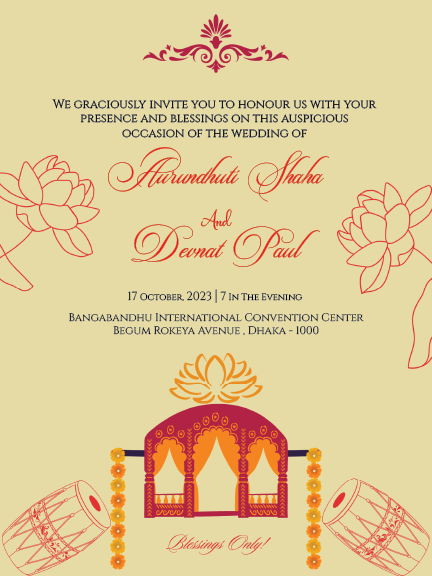 We graciously invite you to honour us with your
presence and blessings on this auspicious
occasion of the wedding of
Aurundhuti Shaha
And
Devnat Paul
17 October, 2023 | 7 In The Evening
Bangabandhu International Convention Center
Begum Rokeya Avenue , Dhaka - 1000
Blessings Only!